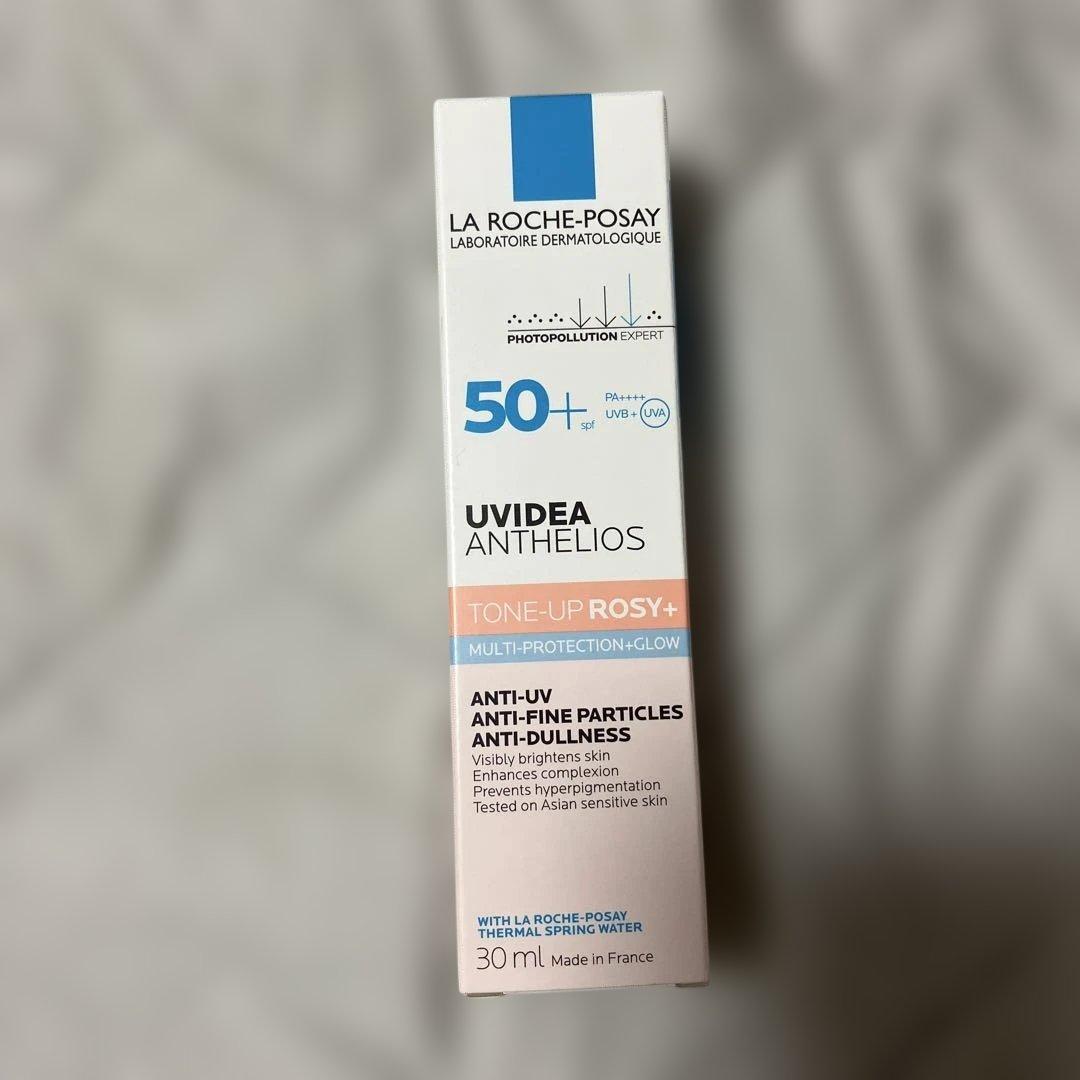 LA ROCHE-POSAY
LABORATOIRE DERMATOLOGIQUE
PHOTOPOLLUTION EXPERT
50+ spf
PA++++
UVB + UVA
UVIDEA
ANTHELIOS
TONE-UP ROSY+
MULTI-PROTECTION+GLOW
ANTI-UV
ANTI-FINE PARTICLES
ANTI-DULLNESS
Visibly brightens skin
Enhances complexion
Prevents hyperpigmentation
Tested on Asian sensitive skin
WITH LA ROCHE-POSAY
THERMAL SPRING WATER
30 ml Made in France